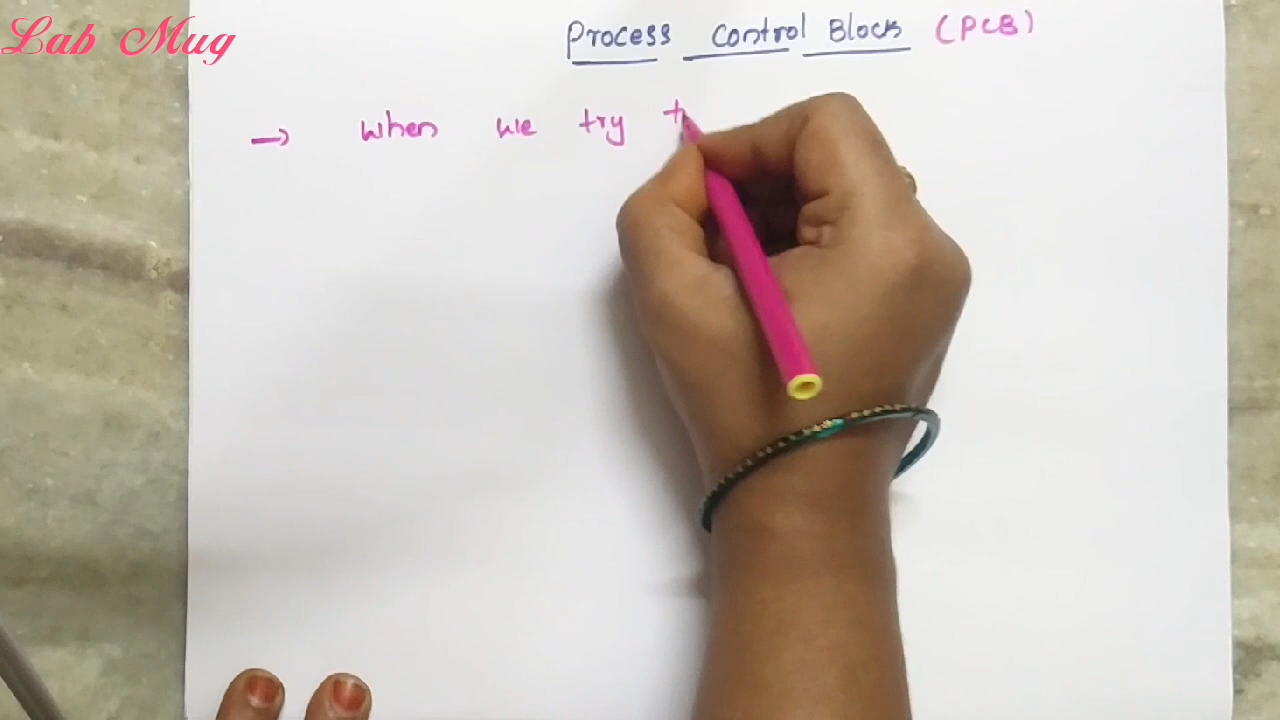 Lab Mug
Process Control Block (PCB)
→ when we try t